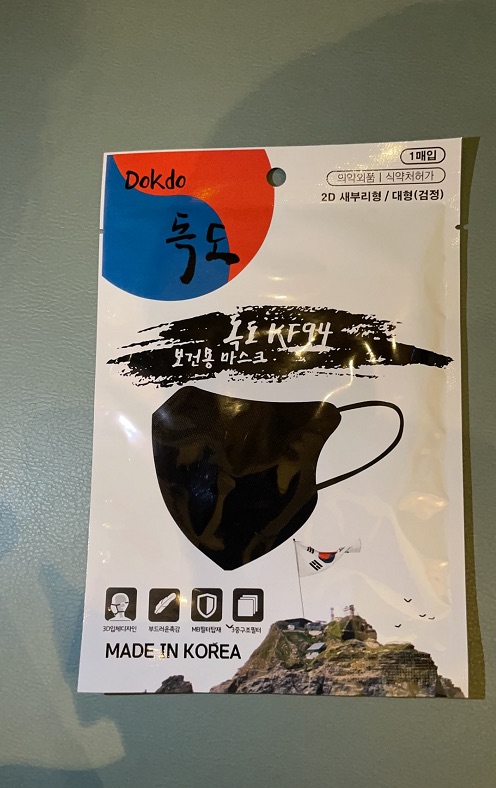 1매입
의약외품 | 식약처허가
2D 새부리형 / 대형(검정)
Dokdo
독도
독도 KF94
보건용 마스크
3D입체디자인
부드러운촉감
MB필터탑재
3중구조필터
MADE IN KOREA